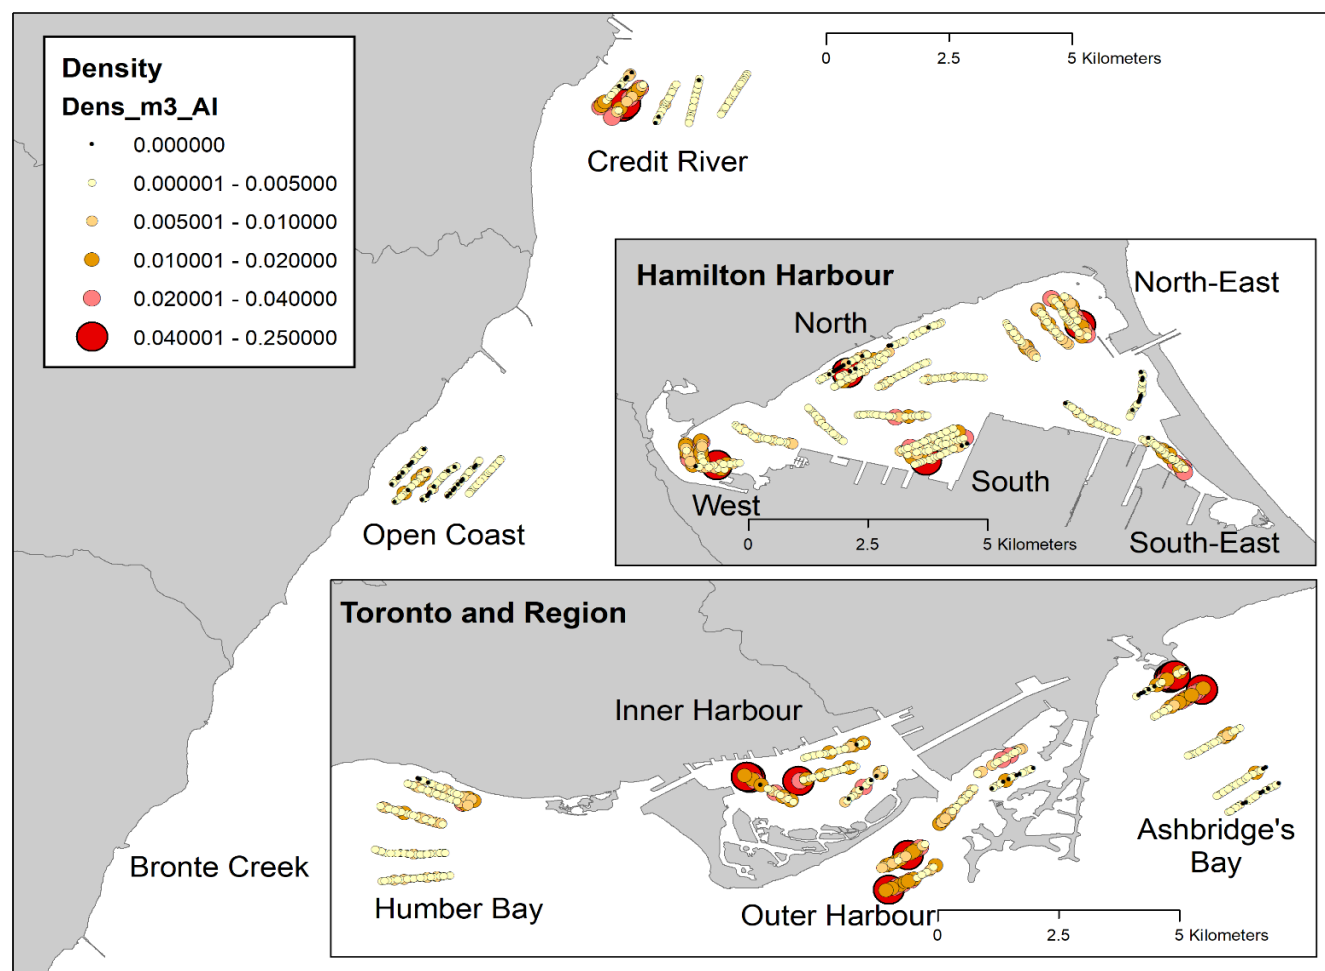 0 2.5 5 Kilometers
Density
Dens_m3_AI
0.000000
0.000001 - 0.005000
0.005001 - 0.010000
0.010001 - 0.020000
0.020001 - 0.040000
0.040001 - 0.250000
Credit River
Hamilton Harbour
North-East
North
South
West
South-East
0 2.5 5 Kilometers
Open Coast
Toronto and Region
Inner Harbour
Ashbridge's
Bay
Bronte Creek
Humber Bay
Outer Harbour
0 2.5 5 Kilometers